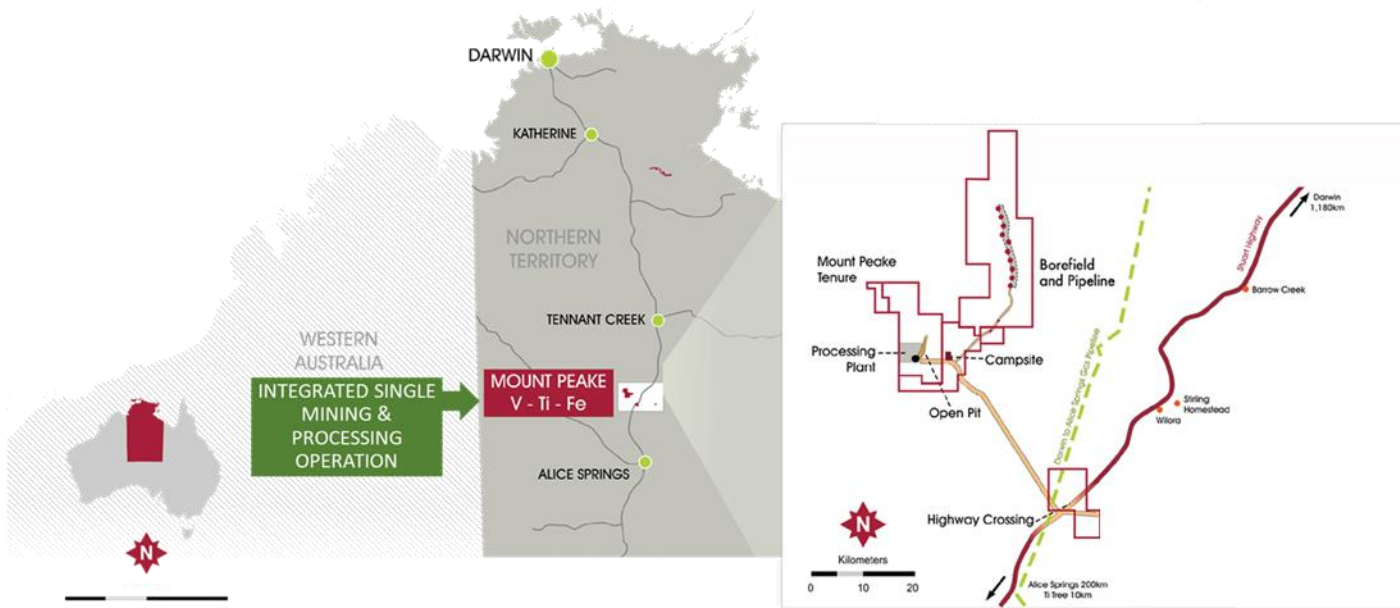 DARWIN
KATHERINE
NORTHERN
TERRITORY
TENNANT CREEK
WESTERN
AUSTRALIA
INTEGRATED SINGLE
MINING &
PROCESSING
OPERATION
MOUNT PEAKE
V - Ti - Fe
ALICE SPRINGS
N
Darwin
1,180km
Stuart Highway
Mount Peake
Tenure
Borefield
and Pipeline
Barrow Creek
Processing
Plant
Campsite
Open Pit
Darwin to Alice Springs Gas Pipeline
Stirling
Homestead
Wilora
Highway Crossing
N
Kilometers
0 10 20
Alice Springs 200km
Ti Tree 10km